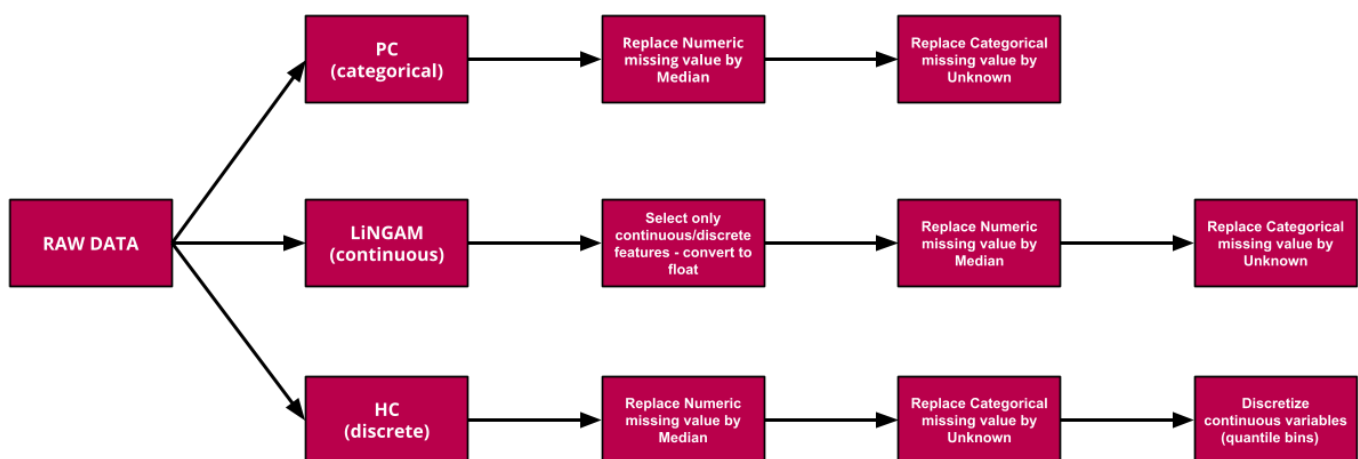 PC
(categorical)
Replace Numeric
missing value by
Median
Replace Categorical
missing value by
Unknown
RAW DATA
LiNGAM
(continuous)
Select only
continuous/discrete
features - convert to
float
Replace Numeric
missing value by
Median
Replace Categorical
missing value by
Unknown
HC
(discrete)
Replace Numeric
missing value by
Median
Replace Categorical
missing value by
Unknown
Discretize
continuous variables
(quantile bins)